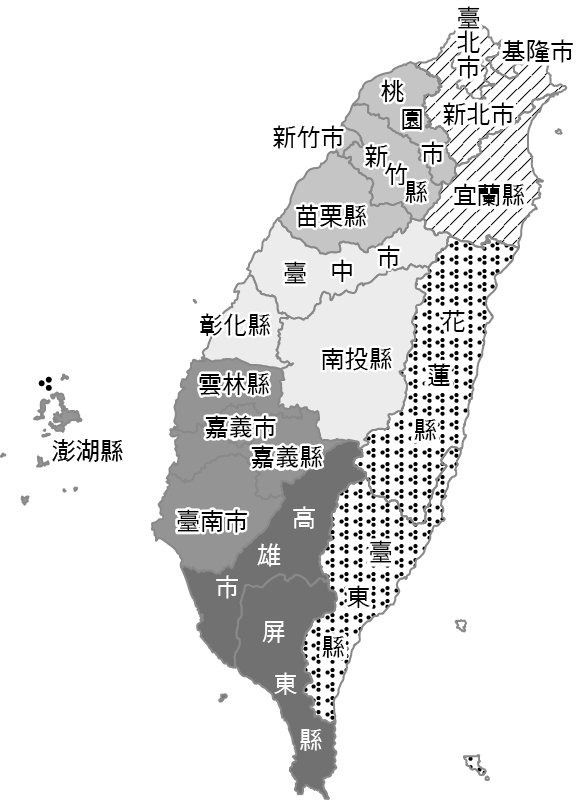 臺北市
基隆市
新北市
桃園市
新竹市
新竹縣
宜蘭縣
苗栗縣
臺中市
彰化縣
花蓮縣
南投縣
雲林縣
嘉義市
澎湖縣
嘉義縣
臺南市
高雄市
臺東縣
屏東縣